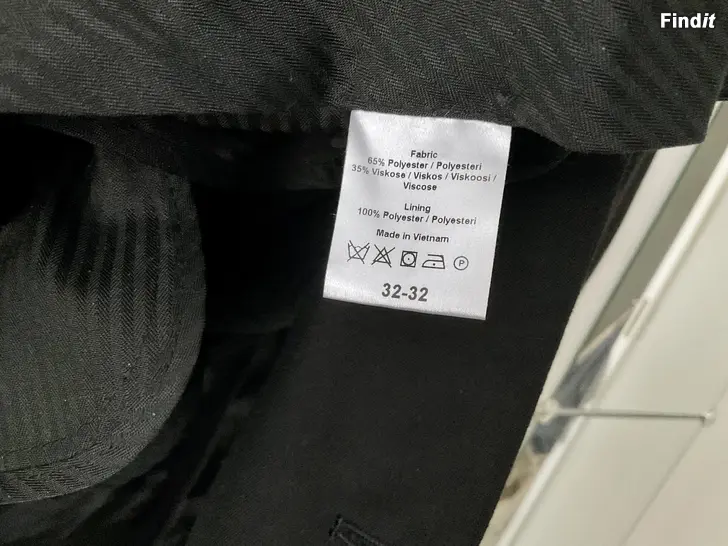 Findit
Fabric
65% Polyester / Polyesteri
35% Viskose / Viskos / Viskoosi /
Viscose
Lining
100% Polyester / Polyesteri
Made in Vietnam
P
32-32